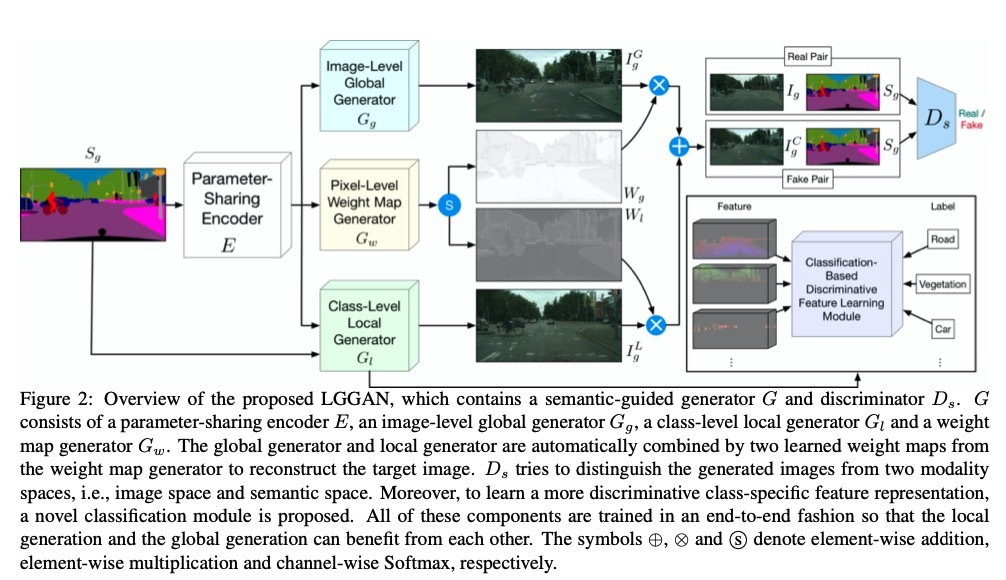 Image-Level
Global
Generator
G_g
I_g^G
Real Pair
I_g
S_g
D_s
Real /
Fake
S_g
Parameter-
Sharing
Encoder
E
Pixel-Level
Weight Map
Generator
G_w
S
W_g
W_l
I_g^C
S_g
Fake Pair
Class-Level
Local
Generator
G_l
I_g^L
Feature
Label
Classification-
Based
Discriminative
Feature Learning
Module
Road
Vegetation
Car
⋮
⋮
Figure 2: Overview of the proposed LGGAN, which contains a semantic-guided generator G and discriminator D_s. G
consists of a parameter-sharing encoder E, an image-level global generator G_g, a class-level local generator G_l and a weight
map generator G_w. The global generator and local generator are automatically combined by two learned weight maps from
the weight map generator to reconstruct the target image. D_s tries to distinguish the generated images from two modality
spaces, i.e., image space and semantic space. Moreover, to learn a more discriminative class-specific feature representation,
a novel classification module is proposed. All of these components are trained in an end-to-end fashion so that the local
generation and the global generation can benefit from each other. The symbols ⊕, ⊗ and ⓢ denote element-wise addition,
element-wise multiplication and channel-wise Softmax, respectively.